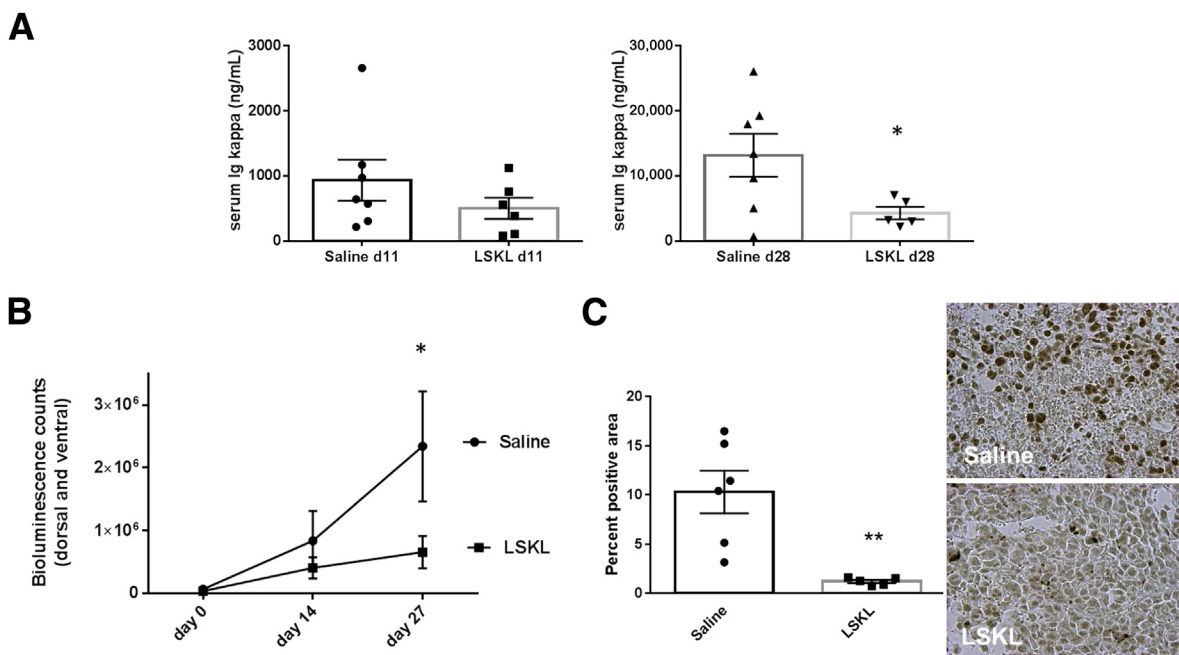 A
serum Ig kappa (ng/mL)
3000
2000
1000
0
Saline d11
LSKL d11
serum Ig kappa (ng/mL)
30,000
20,000
10,000
0
*
Saline d28
LSKL d28
B
Bioluminescence counts
(dorsal and ventral)
3×10⁶
2×10⁶
1×10⁶
0
*
Saline
LSKL
day 0
day 14
day 27
C
Percent positive area
20
15
10
5
0
**
Saline
LSKL
Saline
LSKL